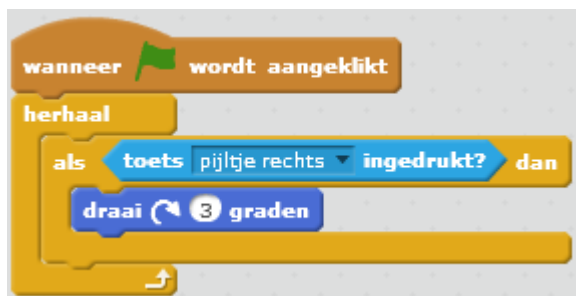 wanneer wordt aangeklikt
herhaal
als toets pijltje rechts ingedrukt? dan
draai 3 graden